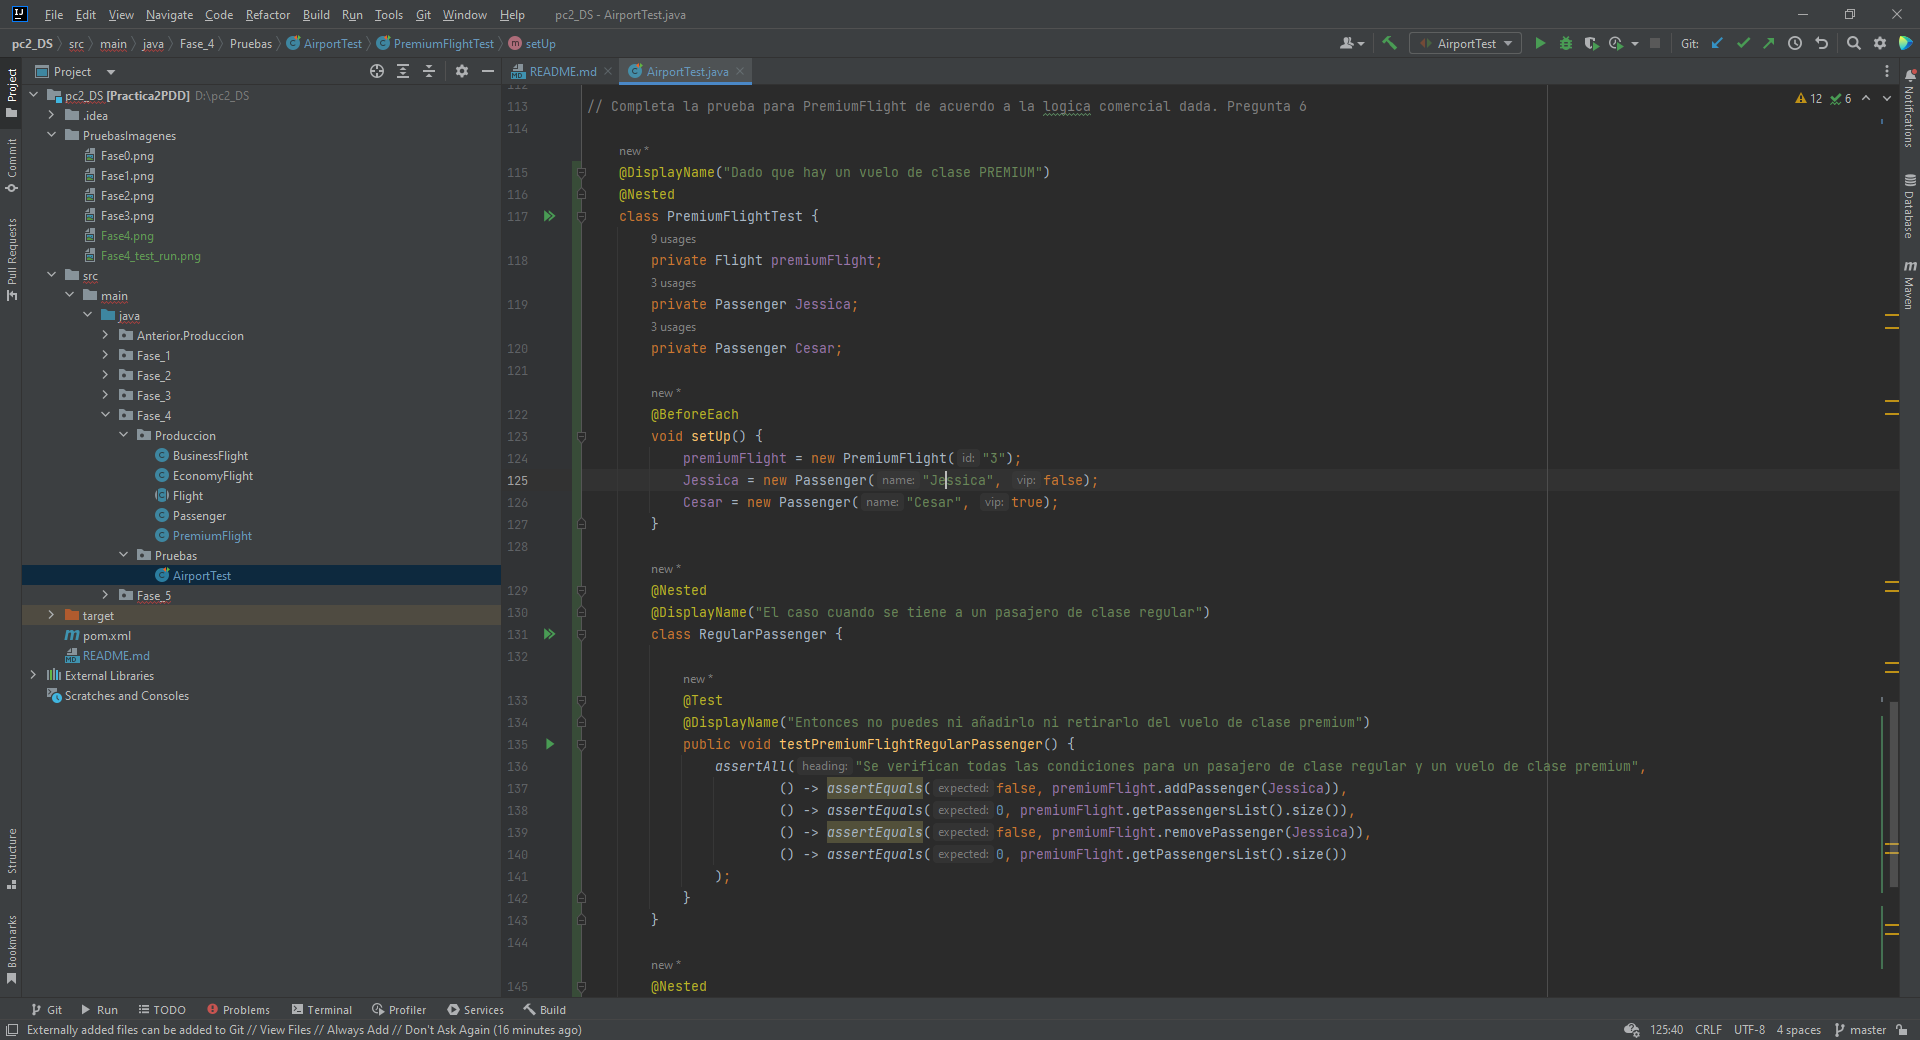 File Edit View Navigate Code Refactor Build Run Tools Git Window Help pc2_DS - AirportTest.java
pc2_DS src main java Fase_4 Pruebas AirportTest PremiumFlightTest setUp AirportTest Git:
Project
Commit
Pull Requests
Structure
Bookmarks
Project
pc2_DS [Practica2PDD] D:\pc2_DS
.idea
PruebasImagenes
Fase0.png
Fase1.png
Fase2.png
Fase3.png
Fase4.png
Fase4_test_run.png
src
main
java
Anterior.Produccion
Fase_1
Fase_2
Fase_3
Fase_4
Produccion
BusinessFlight
EconomyFlight
Flight
Passenger
PremiumFlight
Pruebas
AirportTest
Fase_5
target
pom.xml
README.md
External Libraries
Scratches and Consoles
README.md AirportTest.java
12 6
112
113 // Completa la prueba para PremiumFlight de acuerdo a la logica comercial dada. Pregunta 6
114
new *
115 @DisplayName("Dado que hay un vuelo de clase PREMIUM")
116 @Nested
117 class PremiumFlightTest {
9 usages
118 private Flight premiumFlight;
3 usages
119 private Passenger Jessica;
3 usages
120 private Passenger Cesar;
121
new *
122 @BeforeEach
123 void setUp() {
124 premiumFlight = new PremiumFlight( id: "3");
125 Jessica = new Passenger( name: "Jessica", vip: false);
126 Cesar = new Passenger( name: "Cesar", vip: true);
127 }
128
new *
129 @Nested
130 @DisplayName("El caso cuando se tiene a un pasajero de clase regular")
131 class RegularPassenger {
132
new *
133 @Test
134 @DisplayName("Entonces no puedes ni añadirlo ni retirarlo del vuelo de clase premium")
135 public void testPremiumFlightRegularPassenger() {
136 assertAll( heading: "Se verifican todas las condiciones para un pasajero de clase regular y un vuelo de clase premium",
137 () -> assertEquals( expected: false, premiumFlight.addPassenger(Jessica)),
138 () -> assertEquals( expected: 0, premiumFlight.getPassengersList().size()),
139 () -> assertEquals( expected: false, premiumFlight.removePassenger(Jessica)),
140 () -> assertEquals( expected: 0, premiumFlight.getPassengersList().size())
141 );
142 }
143 }
144
new *
145 @Nested
Notifications
Database
Maven
Git Run TODO Problems Terminal Profiler Services Build
Externally added files can be added to Git // View Files // Always Add // Don't Ask Again (16 minutes ago) 125:40 CRLF UTF-8 4 spaces master